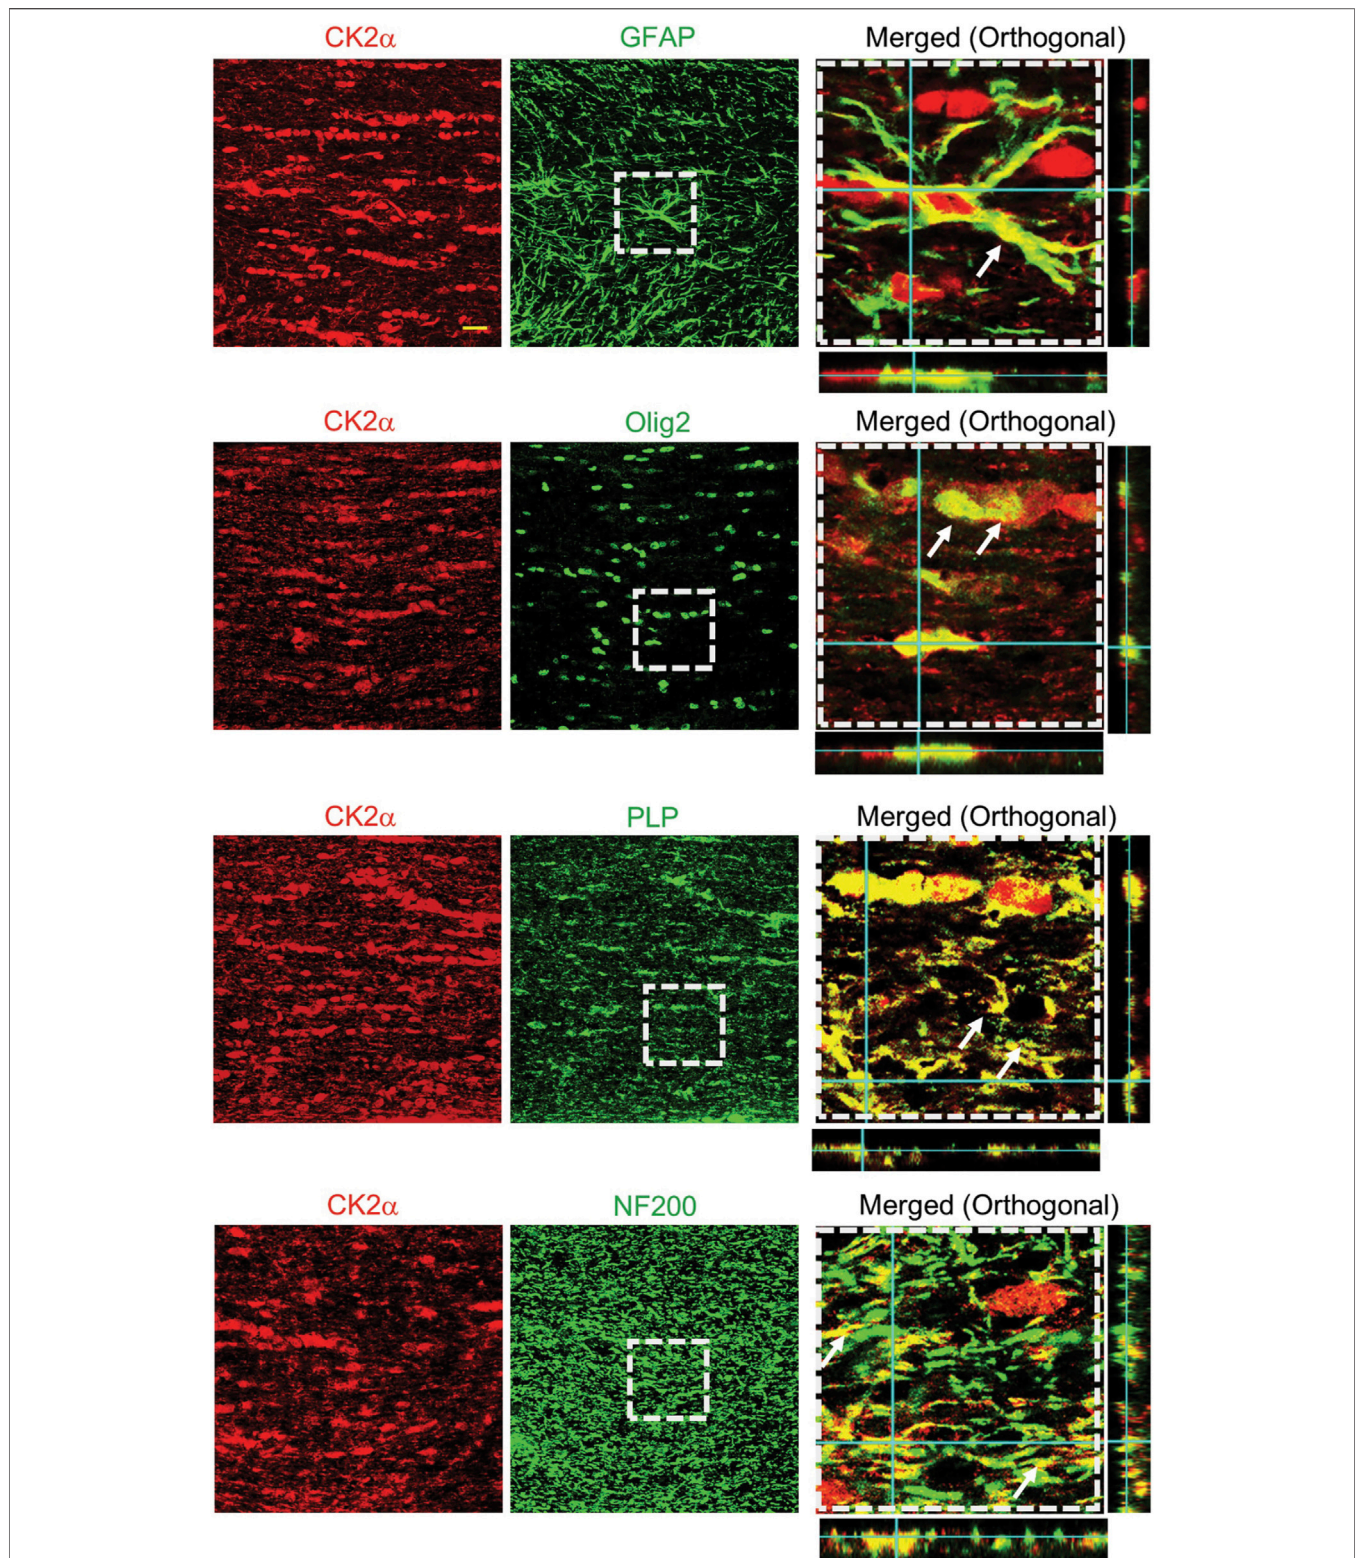 CK2α GFAP Merged (Orthogonal)
CK2α Olig2 Merged (Orthogonal)
CK2α PLP Merged (Orthogonal)
CK2α NF200 Merged (Orthogonal)